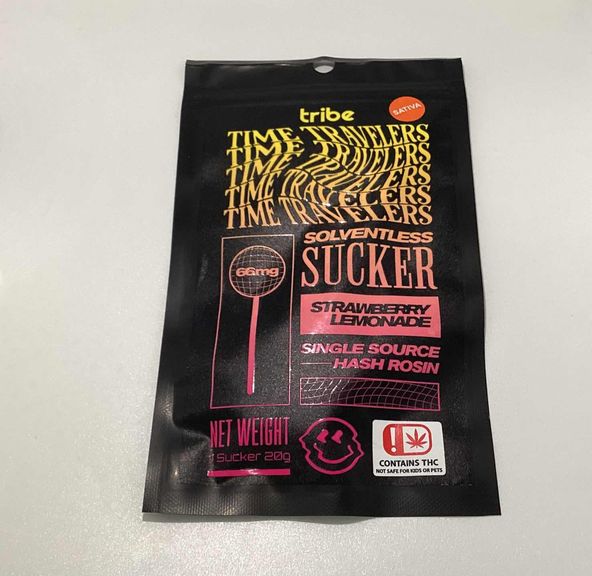 tribe
SATIVA
TIME TRAVELERS
TIME TRAVELERS
TIME TRAVELERS
TIME TRAVELERS
TIME TRAVELERS
SOLVENTLESS
SUCKER
66mg
STRAWBERRY
LEMONADE
SINGLE SOURCE
HASH ROSIN
NET WEIGHT
1 Sucker 20g
CONTAINS THC
NOT SAFE FOR KIDS OR PETS